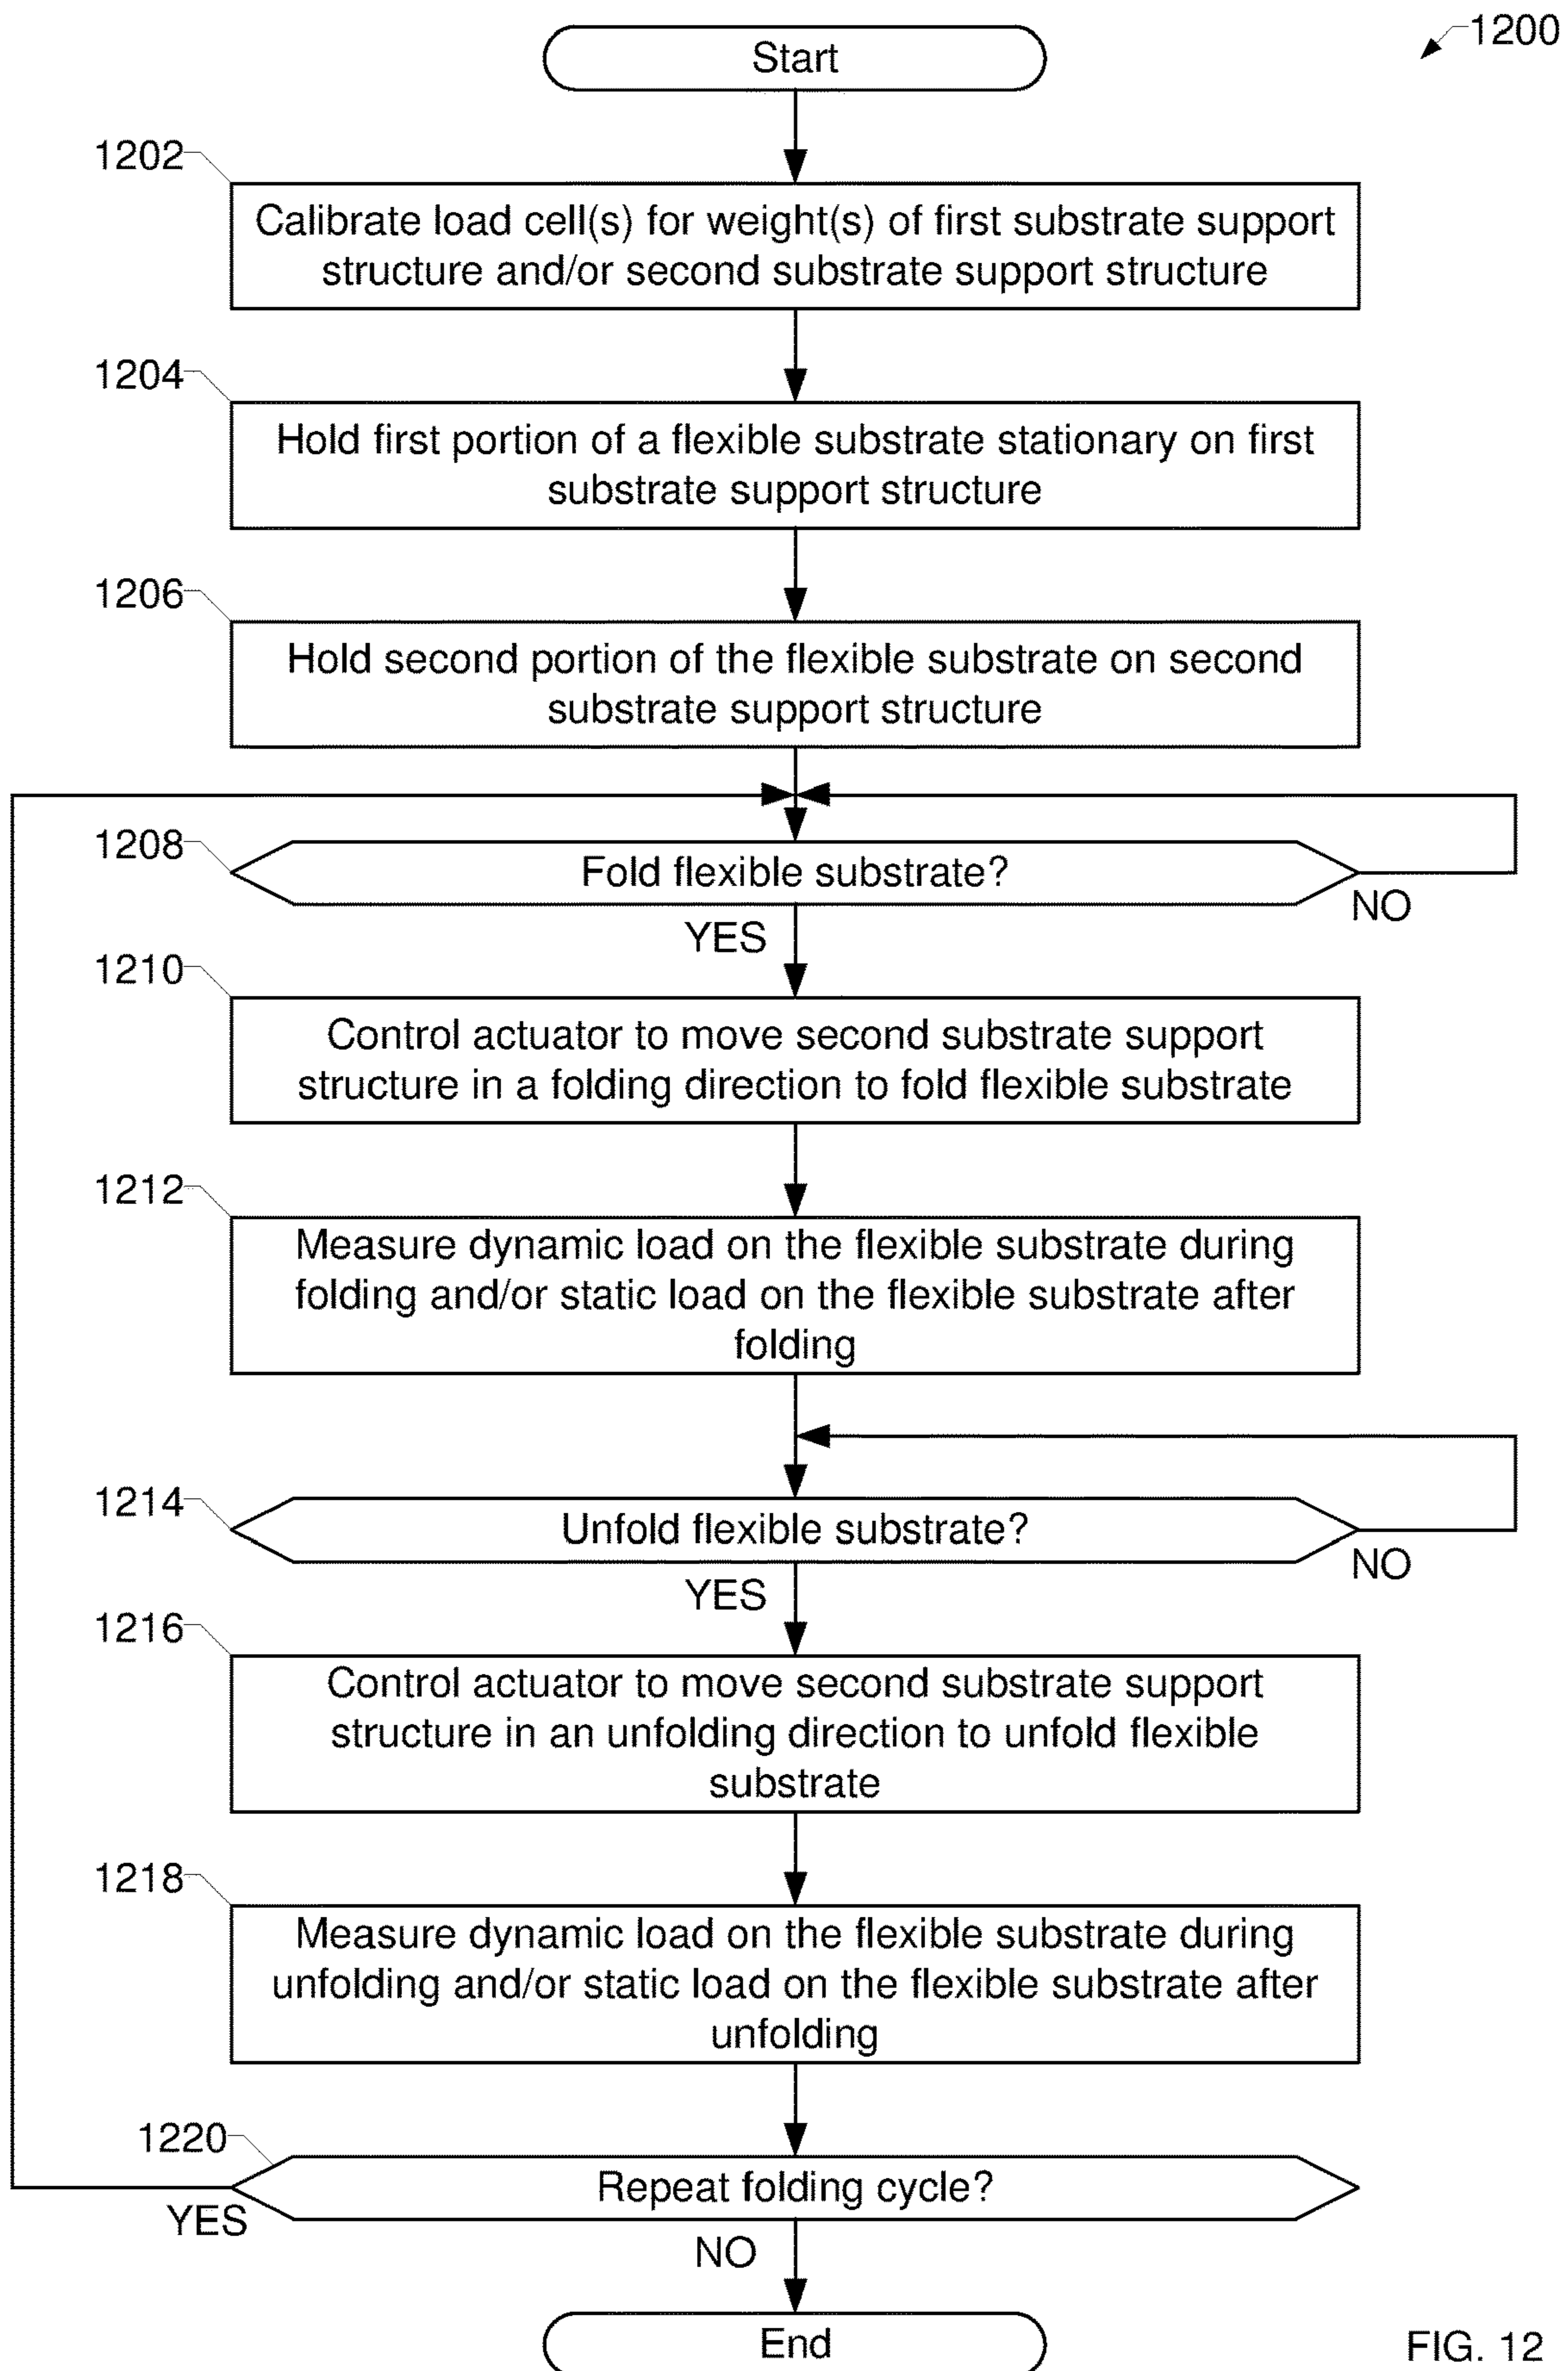 1200
Start
1202
Calibrate load cell(s) for weight(s) of first substrate support
structure and/or second substrate support structure
1204
Hold first portion of a flexible substrate stationary on first
substrate support structure
1206
Hold second portion of the flexible substrate on second
substrate support structure
1208
Fold flexible substrate?
NO
YES
1210
Control actuator to move second substrate support
structure in a folding direction to fold flexible substrate
1212
Measure dynamic load on the flexible substrate during
folding and/or static load on the flexible substrate after
folding
1214
Unfold flexible substrate?
NO
YES
1216
Control actuator to move second substrate support
structure in an unfolding direction to unfold flexible
substrate
1218
Measure dynamic load on the flexible substrate during
unfolding and/or static load on the flexible substrate after
unfolding
1220
Repeat folding cycle?
YES
NO
End
FIG. 12